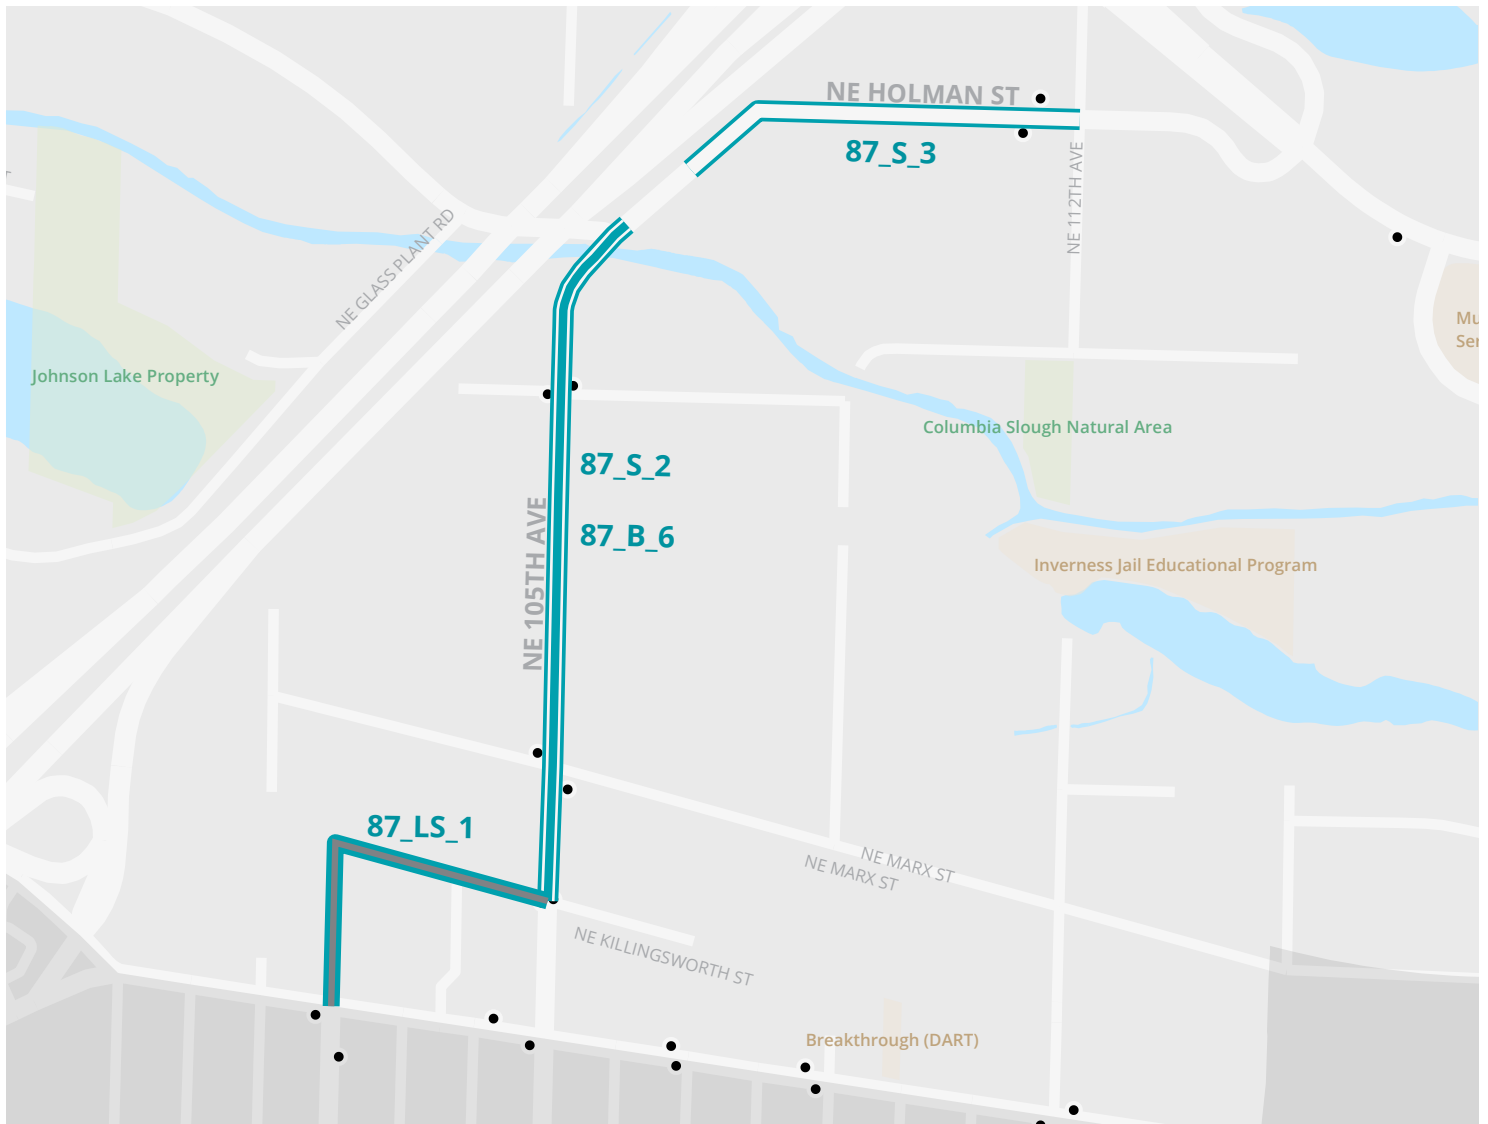 NE HOLMAN ST
87_S_3
NE 112TH AVE
NE GLASS PLANT RD
Mu
Ser
Johnson Lake Property
Columbia Slough Natural Area
87_S_2
NE 105TH AVE
87_B_6
Inverness Jail Educational Program
87_LS_1
NE MARX ST
NE MARX ST
NE KILLINGSWORTH ST
Breakthrough (DART)